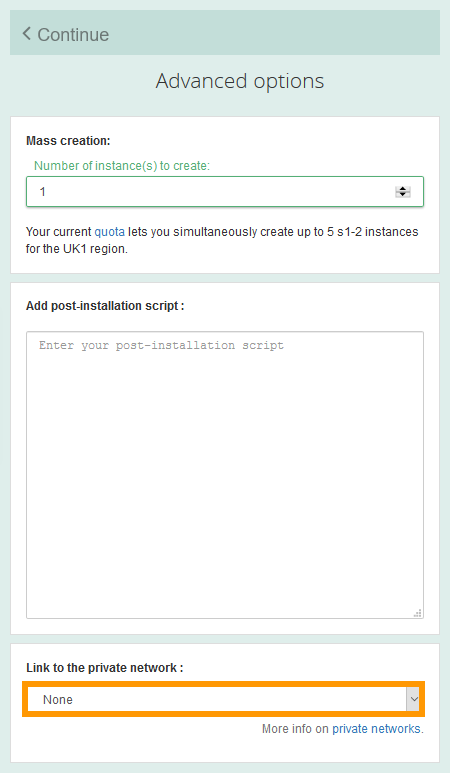 Continue
Advanced options
Mass creation:
Number of instance(s) to create:
1
Your current quota lets you simultaneously create up to 5 s1-2 instances
for the UK1 region.
Add post-installation script :
Enter your post-installation script
Link to the private network :
None
More info on private networks.